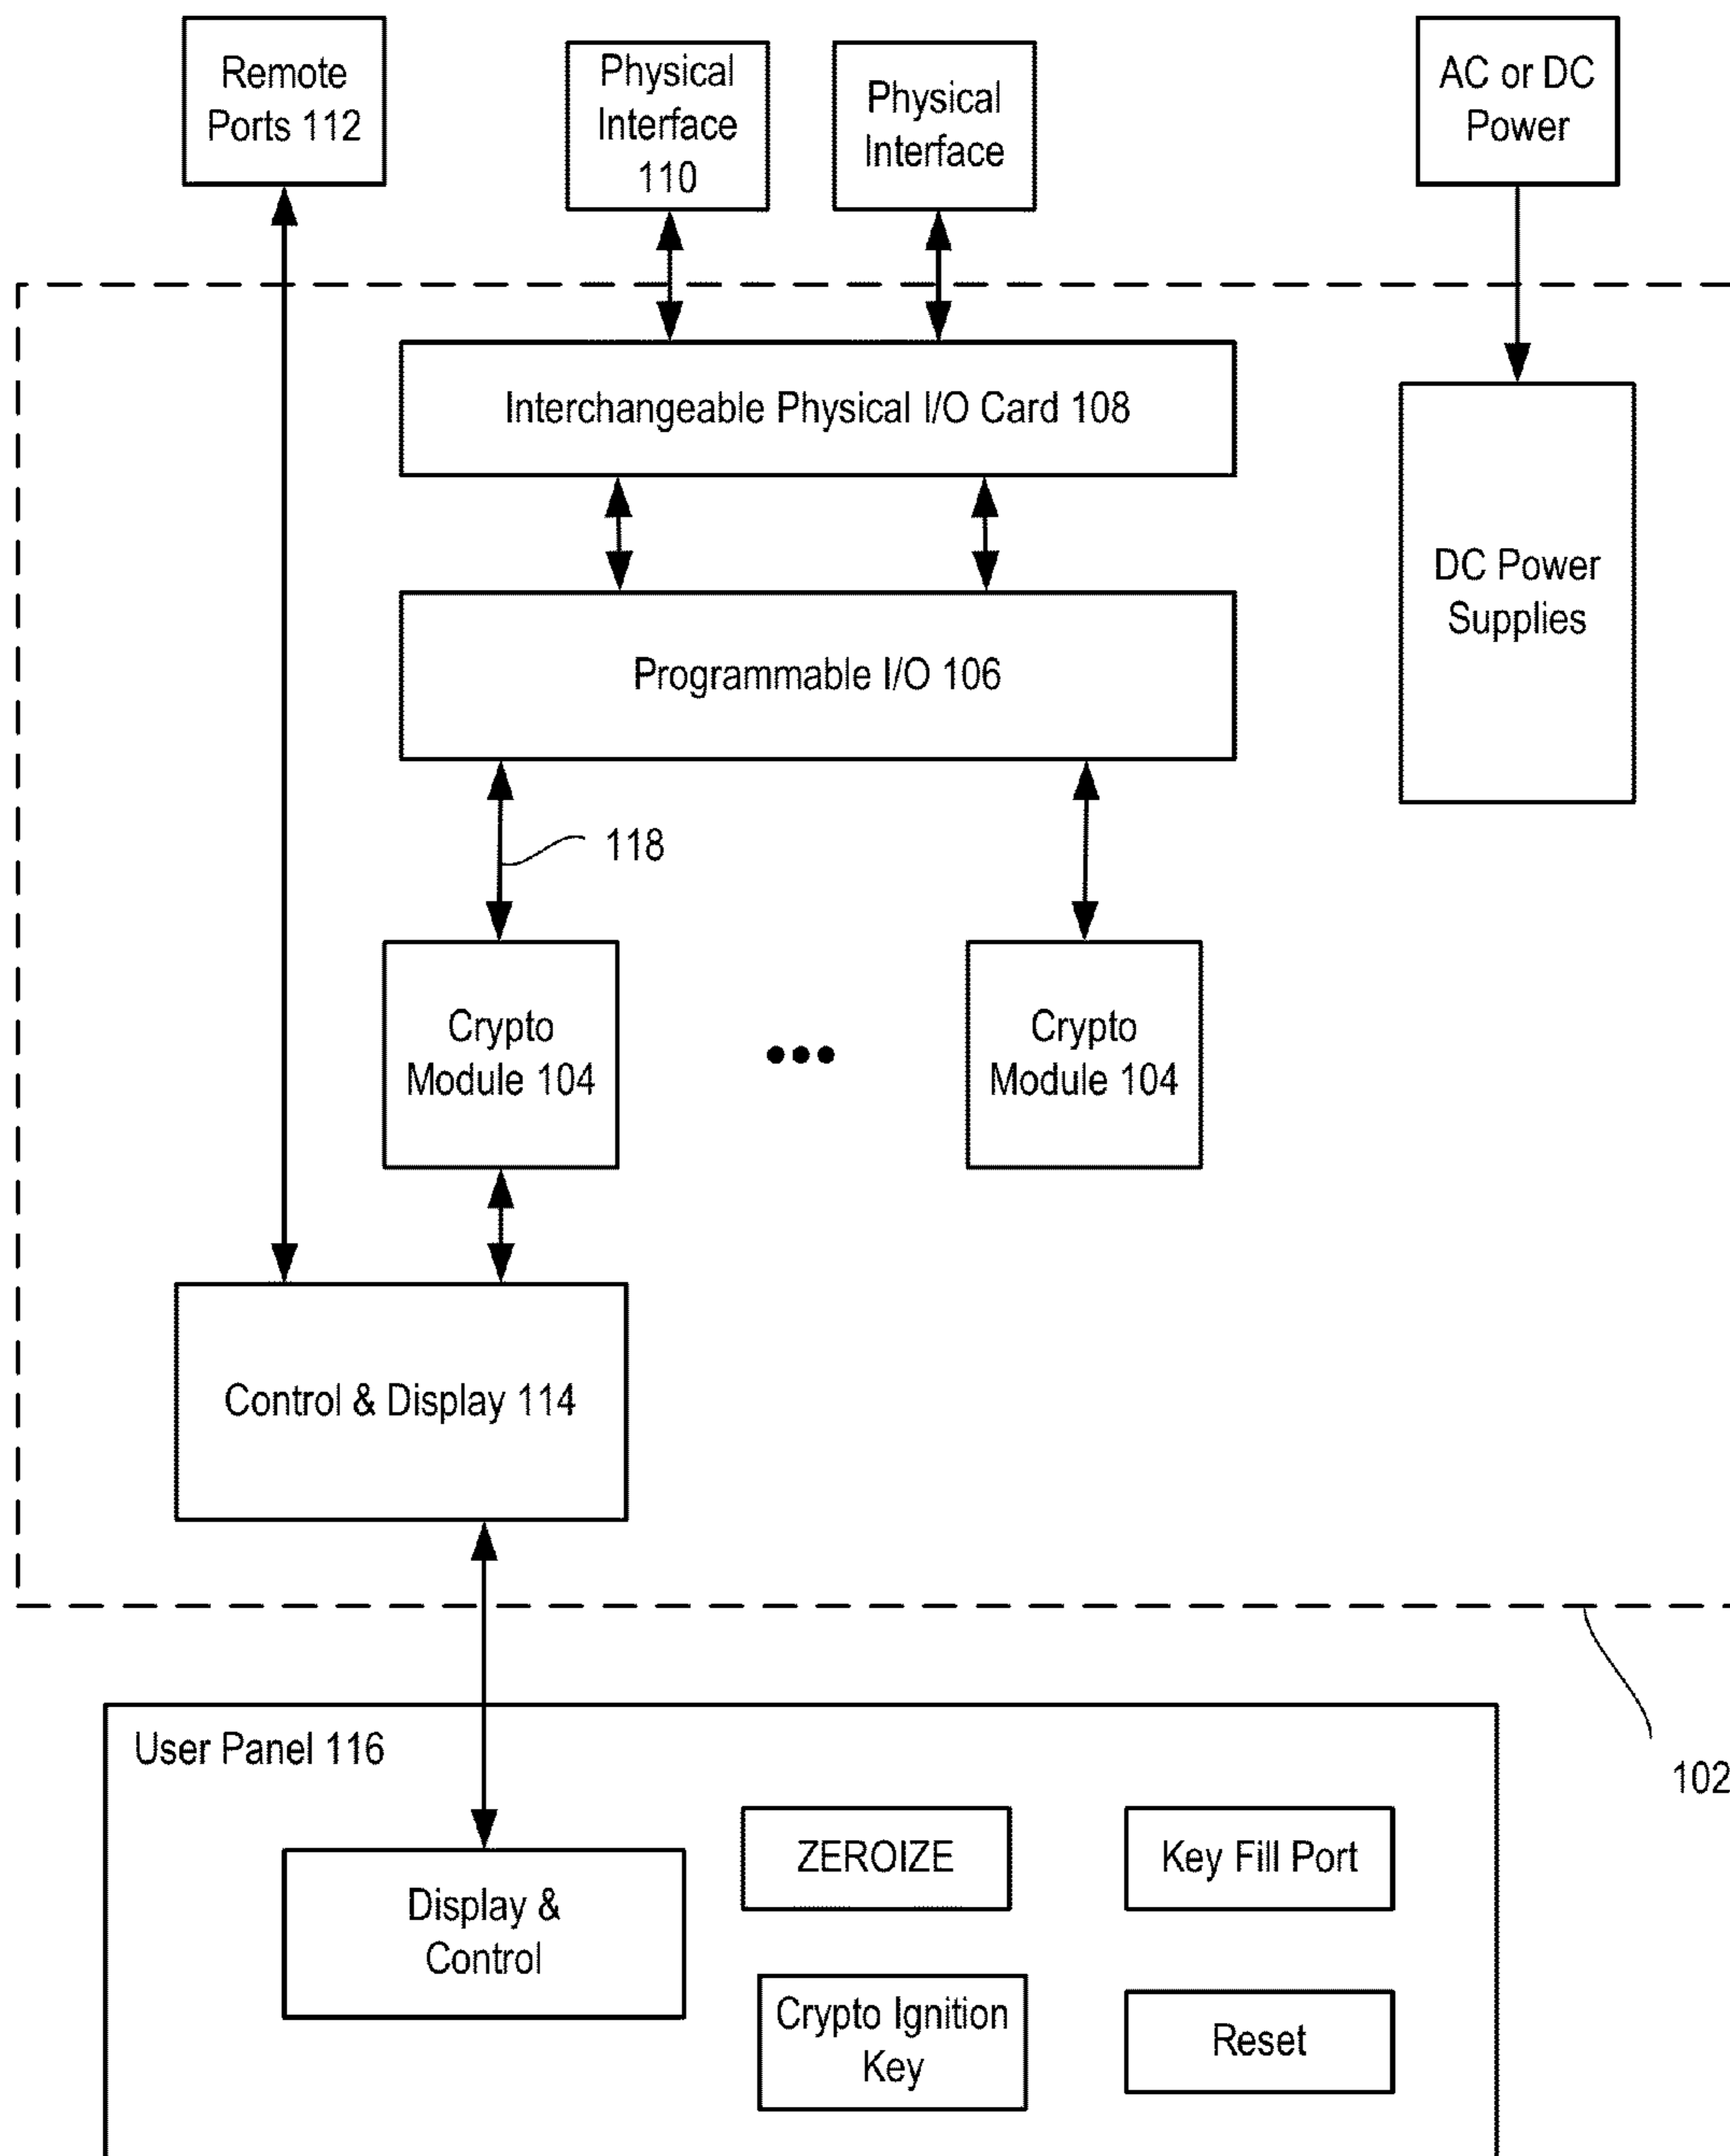 Remote
Ports 112
Physical
Interface
110
Physical
Interface
AC or DC
Power
Interchangeable Physical I/O Card 108
DC Power
Supplies
Programmable I/O 106
118
Crypto
Module 104
Crypto
Module 104
Control & Display 114
102
User Panel 116
Display &
Control
ZEROIZE
Key Fill Port
Crypto Ignition
Key
Reset